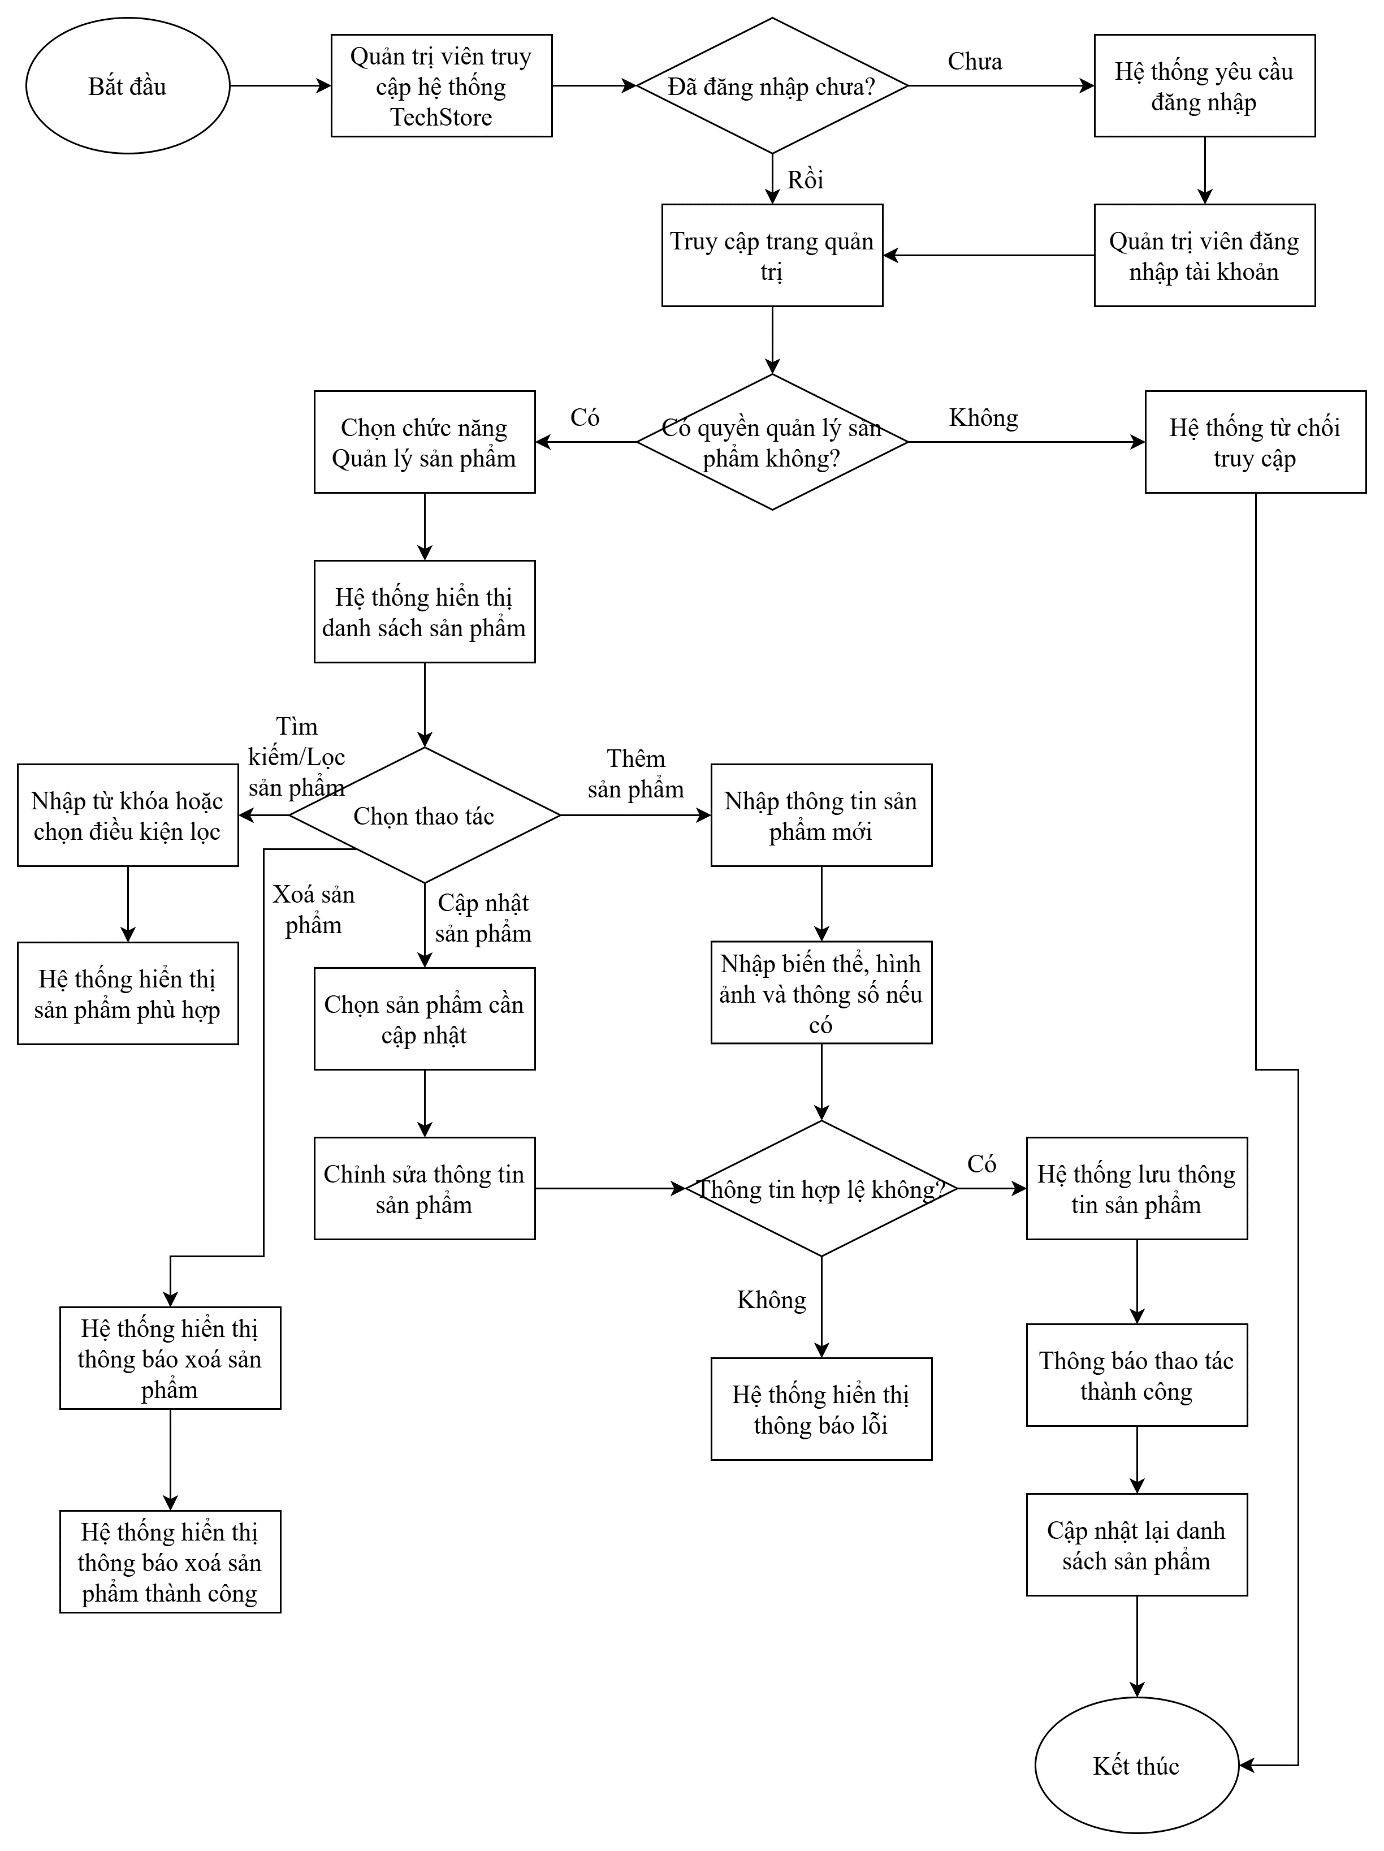 Bắt đầu
Quản trị viên truy
cập hệ thống
TechStore
Đã đăng nhập chưa?
Chưa
Hệ thống yêu cầu
đăng nhập
Rồi
Truy cập trang quản
trị
Quản trị viên đăng
nhập tài khoản
Chọn chức năng
Quản lý sản phẩm
Có
Có quyền quản lý sản
phẩm không?
Không
Hệ thống từ chối
truy cập
Hệ thống hiển thị
danh sách sản phẩm
Tìm
kiếm/Lọc
sản phẩm
Thêm
sản phẩm
Nhập từ khóa hoặc
chọn điều kiện lọc
Chọn thao tác
Nhập thông tin sản
phẩm mới
Xoá sản
phẩm
Cập nhật
sản phẩm
Hệ thống hiển thị
sản phẩm phù hợp
Chọn sản phẩm cần
cập nhật
Nhập biến thể, hình
ảnh và thông số nếu
có
Chỉnh sửa thông tin
sản phẩm
Thông tin hợp lệ không?
Có
Hệ thống lưu thông
tin sản phẩm
Không
Hệ thống hiển thị
thông báo xoá sản
phẩm
Hệ thống hiển thị
thông báo lỗi
Thông báo thao tác
thành công
Hệ thống hiển thị
thông báo xoá sản
phẩm thành công
Cập nhật lại danh
sách sản phẩm
Kết thúc